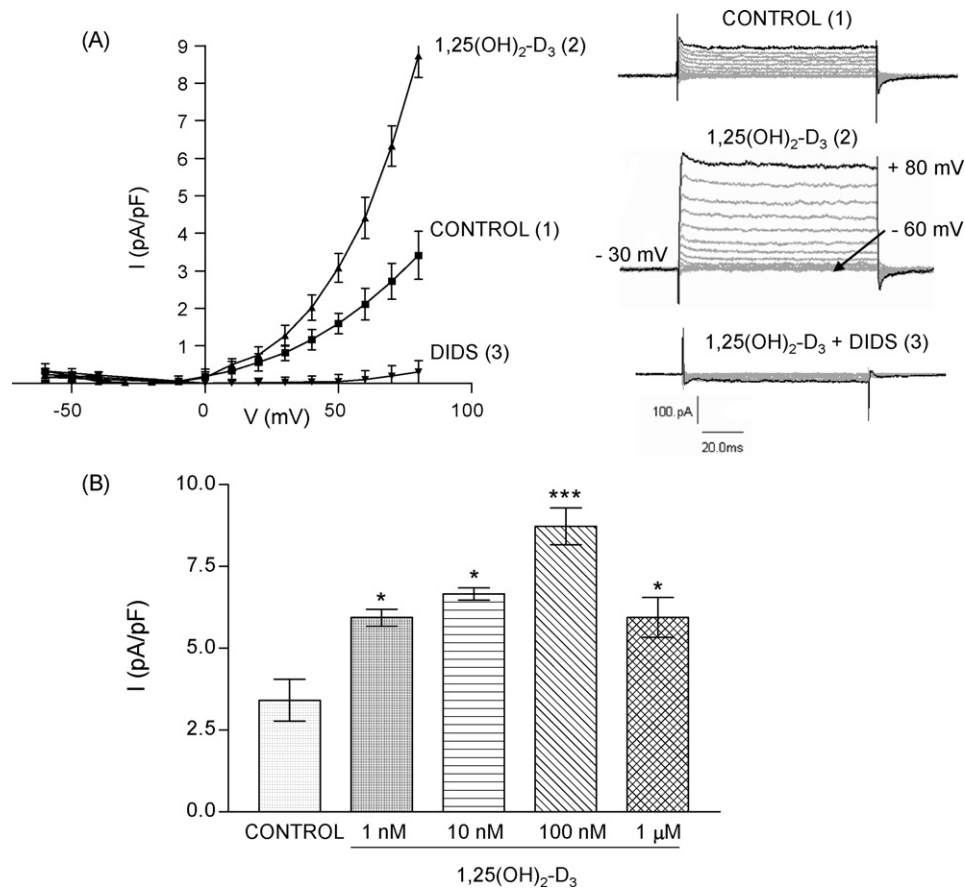 (A)
9
8
7
6
5
4
3
2
1
I (pA/pF)
-50
0
50
100
V (mV)
1,25(OH)₂-D₃ (2)
CONTROL (1)
DIDS (3)
CONTROL (1)
1,25(OH)₂-D₃ (2)
+ 80 mV
- 60 mV
- 30 mV
1,25(OH)₂-D₃ + DIDS (3)
100.pA
20.0ms
(B)
10.0
7.5
5.0
2.5
0.0
I (pA/pF)
*
*
***
*
CONTROL 1 nM 10 nM 100 nM 1 µM
1,25(OH)₂-D₃